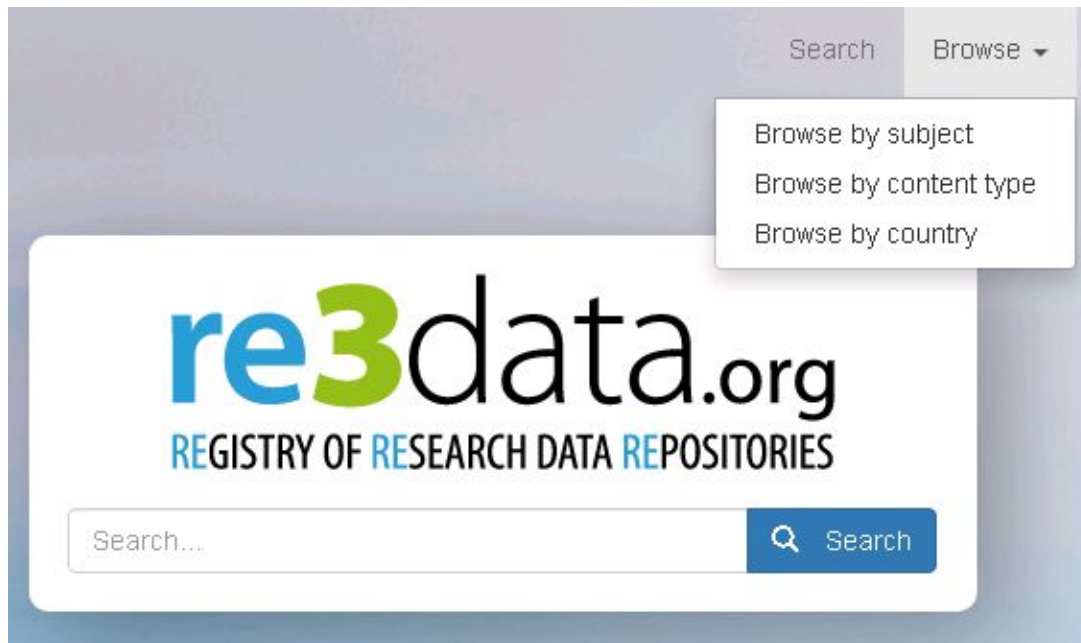 Search Browse
Browse by subject
Browse by content type
Browse by country
re3data.org
REGISTRY OF RESEARCH DATA REPOSITORIES
Search... Search